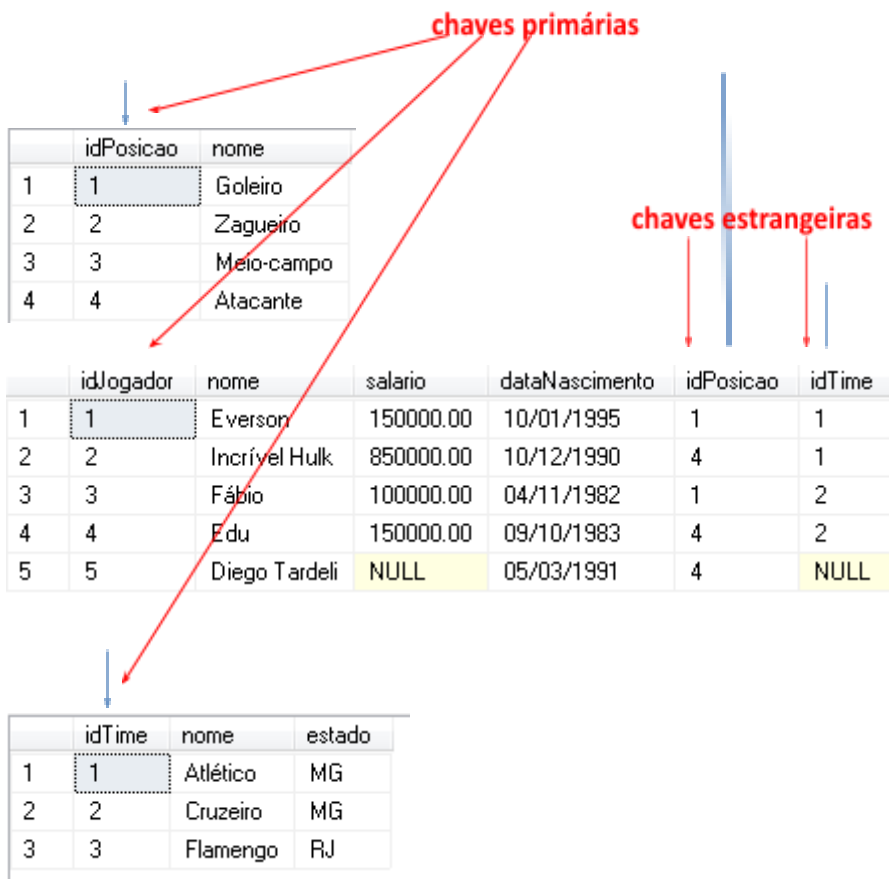 chaves primárias
idPosicao nome
1 1 Goleiro
2 2 Zagueiro
3 3 Meio-campo
4 4 Atacante
chaves estrangeiras
idJogador nome salario dataNascimento idPosicao idTime
1 1 Everson 150000.00 10/01/1995 1 1
2 2 Incrível Hulk 850000.00 10/12/1990 4 1
3 3 Fábio 100000.00 04/11/1982 1 2
4 4 Edu 150000.00 09/10/1983 4 2
5 5 Diego Tardeli NULL 05/03/1991 4 NULL
idTime nome estado
1 1 Atlético MG
2 2 Cruzeiro MG
3 3 Flamengo RJ